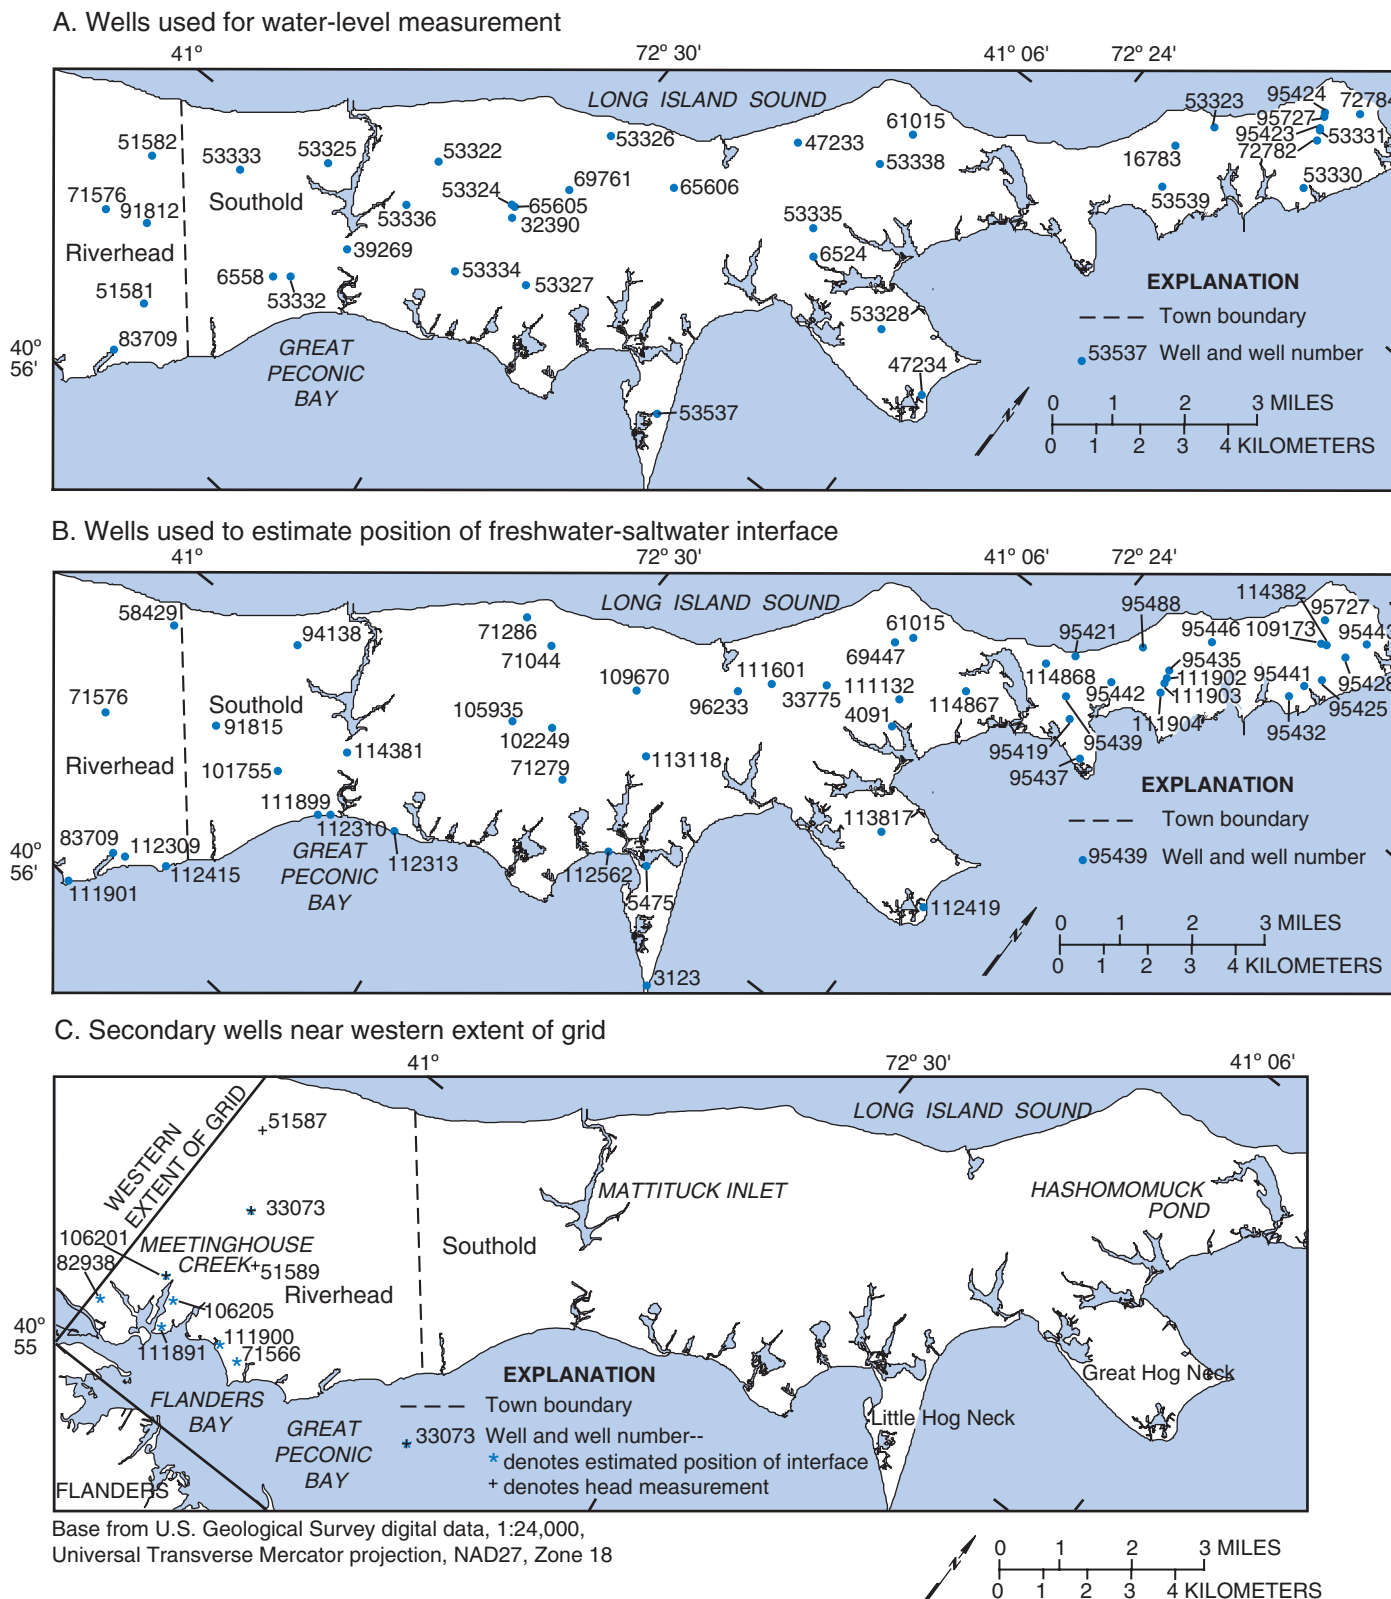 A. Wells used for water-level measurement
41° 72° 30' 41° 06' 72° 24'
LONG ISLAND SOUND
95424 72784
53323
95727
61015
53326
47233
95423
53331
51582
53333
53325
53322
53338
16783
72782
53324
69761
65606
53330
71576
91812
Southold
53336
65605
32390
53539
53335
Riverhead
39269
6524
6558
53334
51581
53332
53327
EXPLANATION
Town boundary
53328
83709
40°
56'
GREAT
PECONIC
BAY
53537 Well and well number
47234
53537
0 1 2 3 MILES
0 1 2 3 4 KILOMETERS
N
B. Wells used to estimate position of freshwater-saltwater interface
41° 72° 30' 41° 06' 72° 24'
LONG ISLAND SOUND
114382
95727
95488
58429
94138
71286
61015
95421
95446
109173
95443
71044
69447
95435
109670
111601
114868
111902
95441
95428
71576
Southold
96233
33775
111132
114867
95442
111903
95425
91815
105935
4091
111904
95432
102249
95419
95439
114381
Riverhead
101755
71279
113118
95437
EXPLANATION
111899
113817
Town boundary
83709
112309
112310
40°
56'
GREAT
PECONIC
BAY
112313
112562
112415
95439 Well and well number
111901
5475
112419
0 1 2 3 MILES
0 1 2 3 4 KILOMETERS
N
3123
C. Secondary wells near western extent of grid
41° 72° 30' 41° 06'
WESTERN
EXTENT OF GRID
LONG ISLAND SOUND
51587
MATTITUCK INLET
HASHOMOMUCK
POND
33073
106201
MEETINGHOUSE
CREEK
Southold
82938
51589
Riverhead
106205
40°
55
111900
111891
71566
EXPLANATION
Great Hog Neck
FLANDERS
BAY
Town boundary
GREAT
PECONIC
BAY
Little Hog Neck
33073 Well and well number--
* denotes estimated position of interface
+ denotes head measurement
FLANDERS
Base from U.S. Geological Survey digital data, 1:24,000,
Universal Transverse Mercator projection, NAD27, Zone 18
N
0 1 2 3 MILES
0 1 2 3 4 KILOMETERS